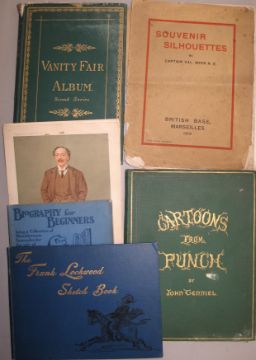 VANITY FAIR
ALBUM
Second Series
SOUVENIR
SILHOUETTES
BY
BRITISH BASE,
MARSEILLES
BIOGRAPHY for
BEGINNERS
The
Frank Lockwood
Sketch Book
CARTOONS
from
PUNCH
BY
JOHN TENNIEL